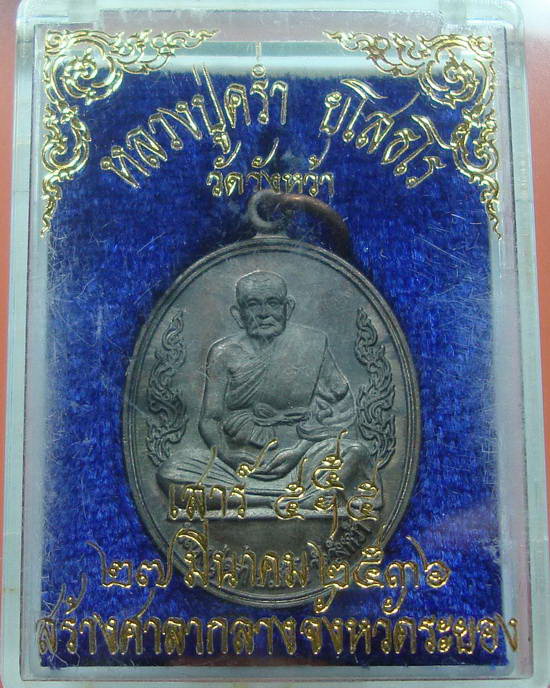 หลวงปู่คร่ำ ยโสธโร
วัดวังหว้า
เสาร์ ๕
๕ ๑ ๕
๒๗ มีนาคม ๒๕๓๖
สร้างศาลากลางจังหวัดระยอง